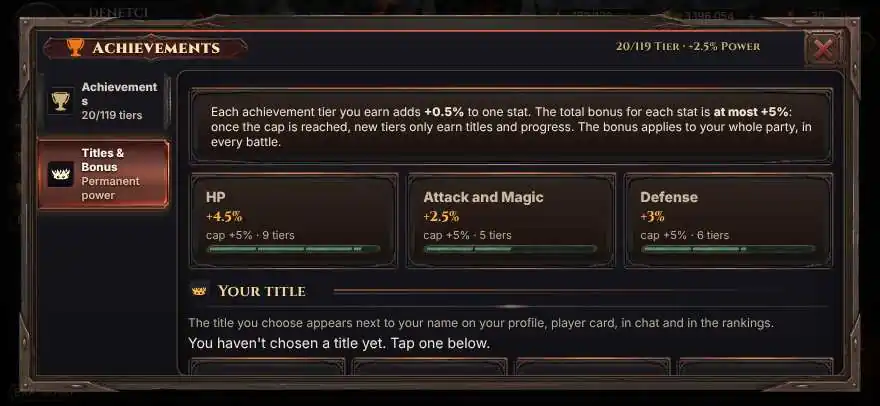 DENETCI
ACHIEVEMENTS
20/119 TIER · +2.5% POWER
Achievement
s
20/119 tiers
Titles &
Bonus
Permanent
power
Each achievement tier you earn adds +0.5% to one stat. The total bonus for each stat is at most +5%:
once the cap is reached, new tiers only earn titles and progress. The bonus applies to your whole party, in
every battle.
HP
+4.5%
cap +5% · 9 tiers
Attack and Magic
+2.5%
cap +5% · 5 tiers
Defense
+3%
cap +5% · 6 tiers
YOUR TITLE
The title you choose appears next to your name on your profile, player card, in chat and in the rankings.
You haven't chosen a title yet. Tap one below.